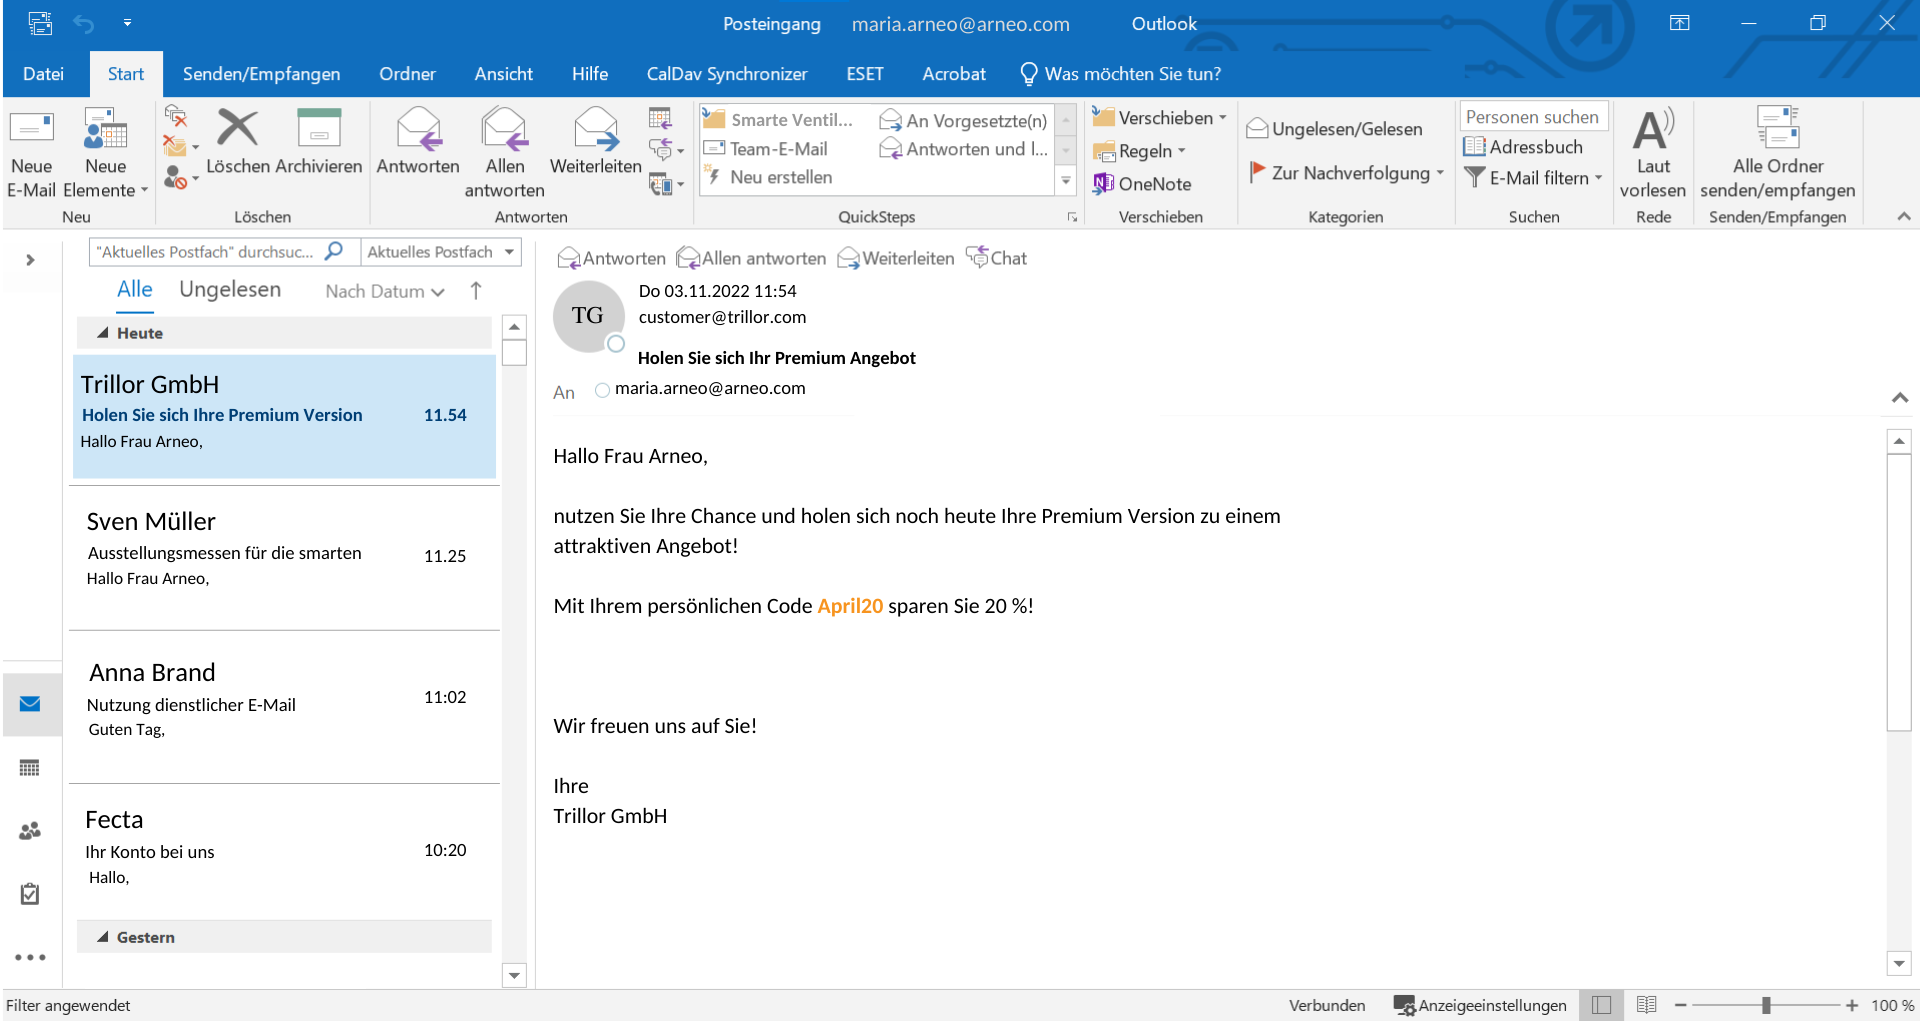 Posteingang maria.arneo@arneo.com Outlook
Datei Start Senden/Empfangen Ordner Ansicht Hilfe CalDav Synchronizer ESET Acrobat Was möchten Sie tun?
Neue E-Mail
Neue Elemente
Neu
Löschen Archivieren
Löschen
Antworten
Allen antworten
Weiterleiten
Antworten
Smarte Ventil... An Vorgesetzte(n)
Team-E-Mail Antworten und l...
Neu erstellen
QuickSteps
Verschieben
Regeln
OneNote
Verschieben
Ungelesen/Gelesen
Zur Nachverfolgung
Kategorien
Personen suchen
Adressbuch
E-Mail filtern
Suchen
A
Laut vorlesen
Rede
Alle Ordner
senden/empfangen
Senden/Empfangen
"Aktuelles Postfach" durchsuc... Aktuelles Postfach
Alle Ungelesen Nach Datum
Heute
Trillor GmbH
Holen Sie sich Ihre Premium Version 11.54
Hallo Frau Arneo,
Sven Müller
Ausstellungsmessen für die smarten 11.25
Hallo Frau Arneo,
Anna Brand
Nutzung dienstlicher E-Mail 11:02
Guten Tag,
Fecta
Ihr Konto bei uns 10:20
Hallo,
Gestern
Antworten Allen antworten Weiterleiten Chat
TG
Do 03.11.2022 11:54
customer@trillor.com
Holen Sie sich Ihr Premium Angebot
An maria.arneo@arneo.com
Hallo Frau Arneo,
nutzen Sie Ihre Chance und holen sich noch heute Ihre Premium Version zu einem
attraktiven Angebot!
Mit Ihrem persönlichen Code April20 sparen Sie 20 %!
Wir freuen uns auf Sie!
Ihre
Trillor GmbH
Filter angewendet Verbunden Anzeigeeinstellungen 100 %